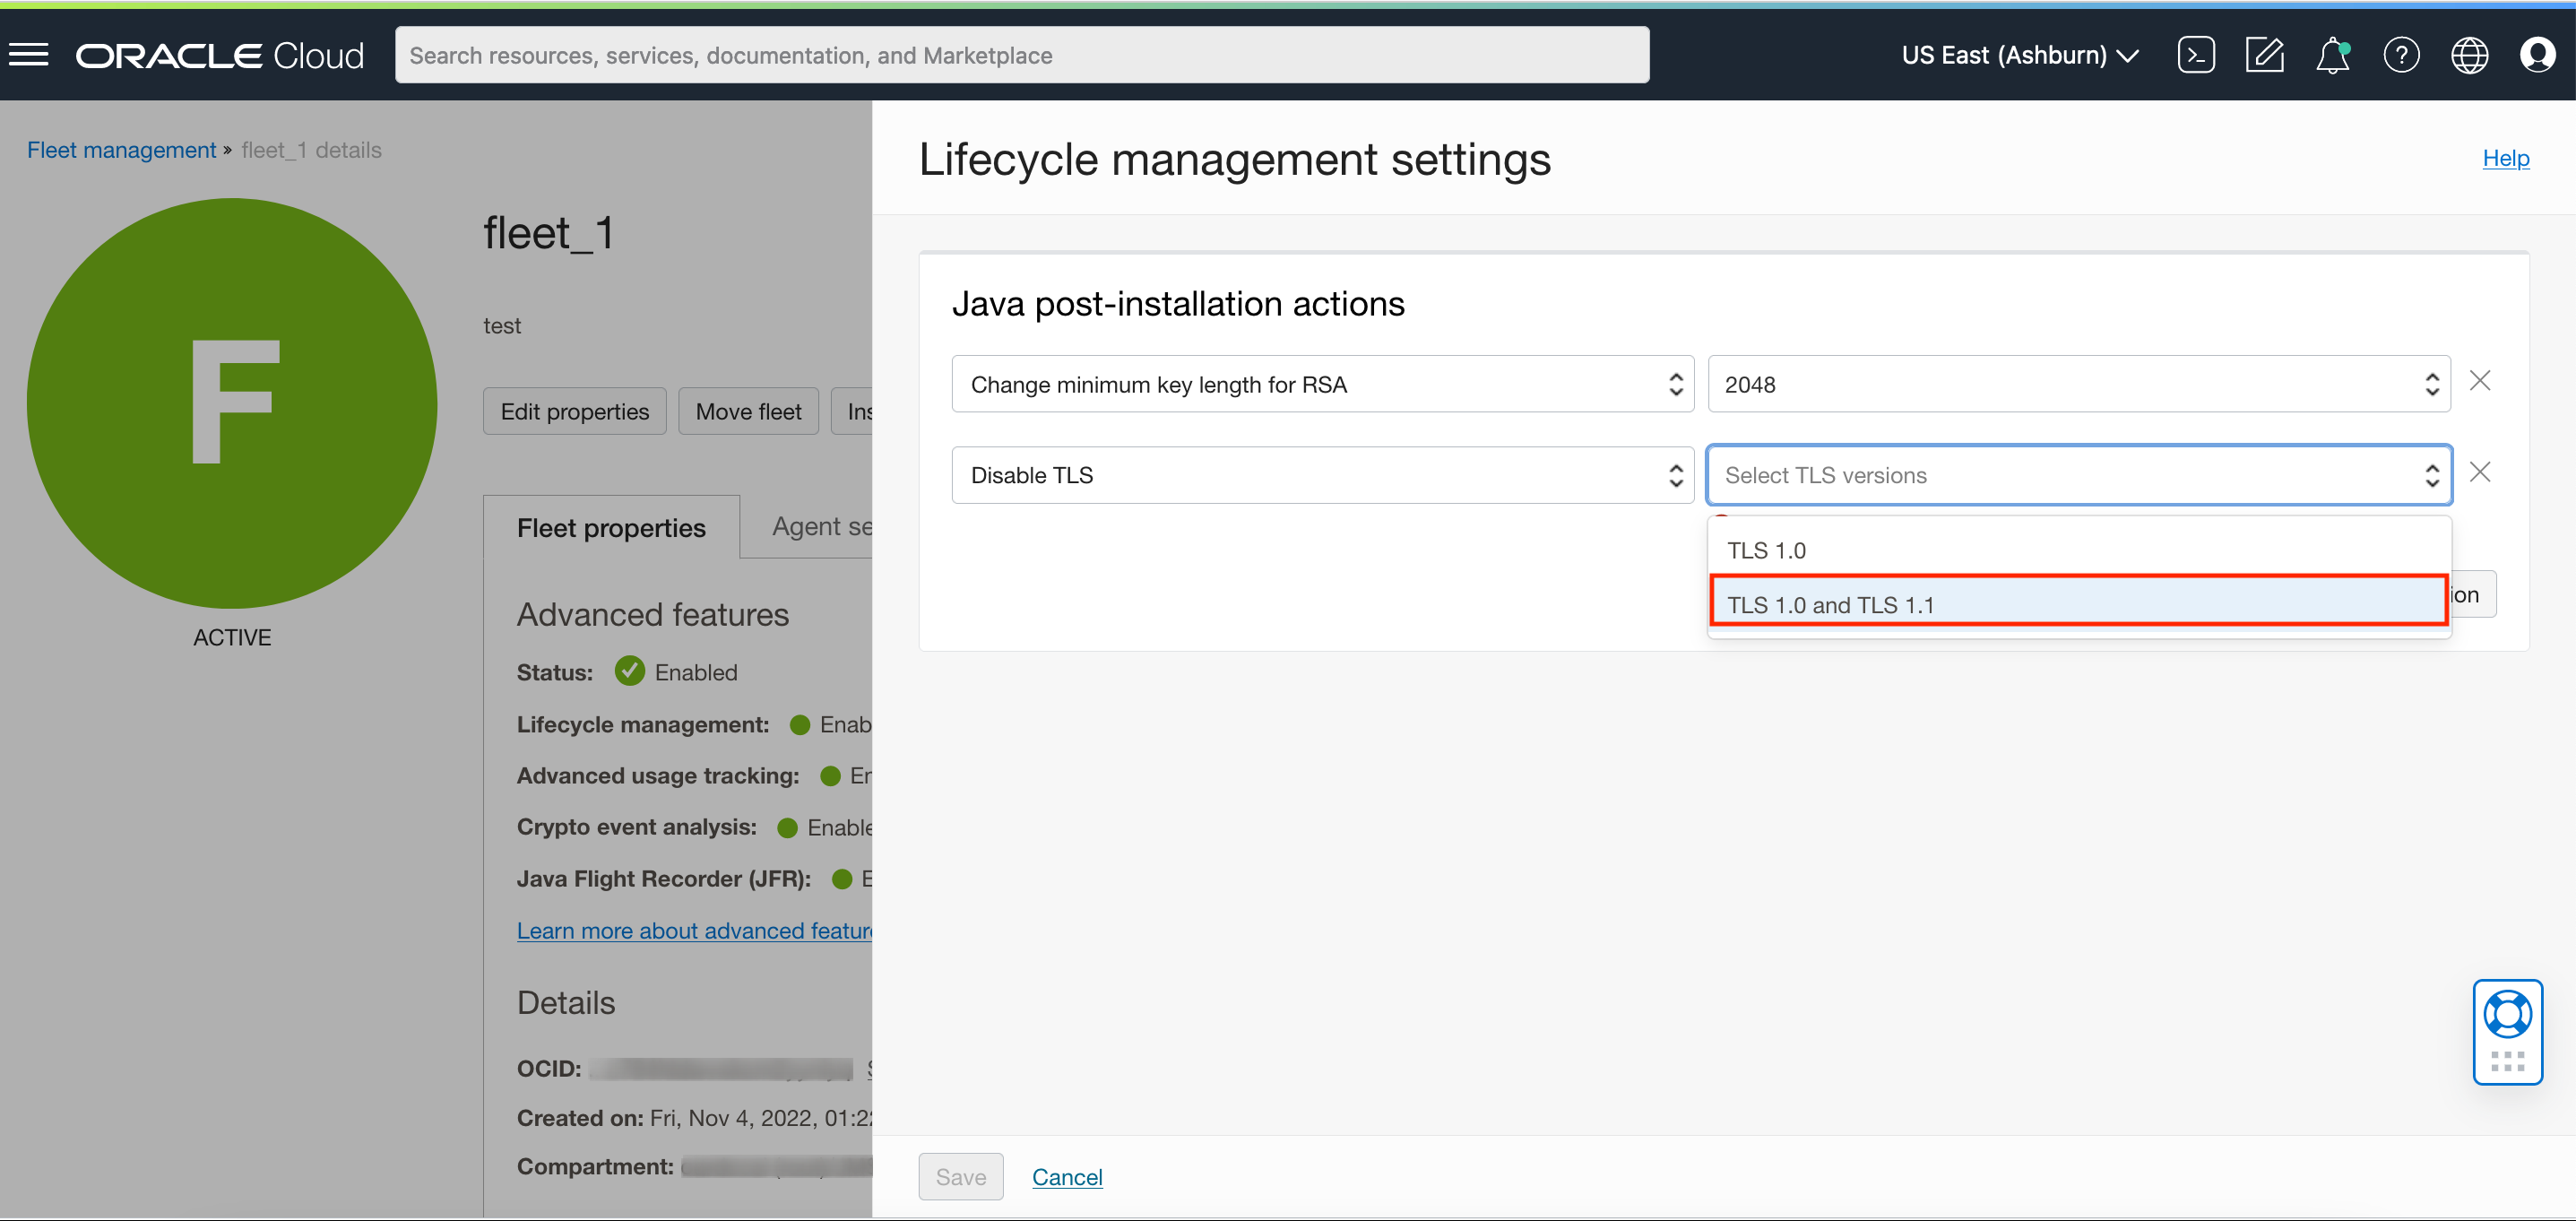 ORACLE Cloud
Search resources, services, documentation, and Marketplace
US East (Ashburn)
Fleet management » fleet_1 details
F
ACTIVE
fleet_1
test
Edit properties
Move fleet
Ins
Fleet properties
Agent se
Advanced features
Status: Enabled
Lifecycle management: Enab
Advanced usage tracking: En
Crypto event analysis: Enable
Java Flight Recorder (JFR): E
Learn more about advanced featur
Details
OCID:
Created on: Fri, Nov 4, 2022, 01:22
Compartment:
Lifecycle management settings
Help
Java post-installation actions
Change minimum key length for RSA
2048
Disable TLS
Select TLS versions
TLS 1.0
TLS 1.0 and TLS 1.1
ion
Save
Cancel